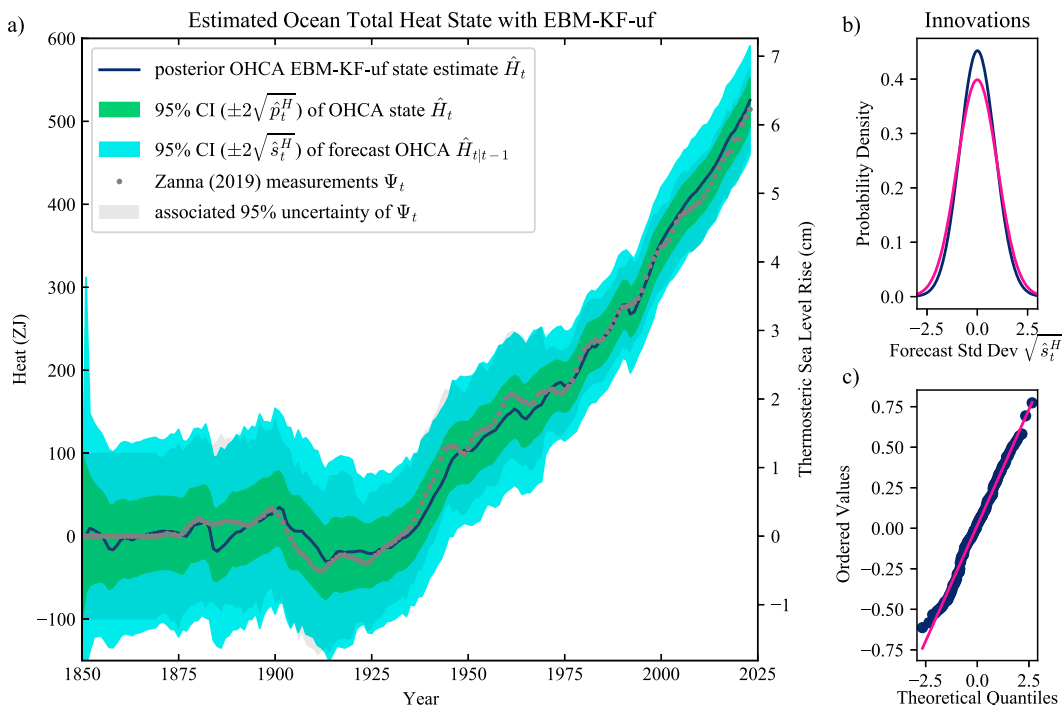 a)
Estimated Ocean Total Heat State with EBM-KF-uf
600
500
400
300
200
100
0
−100
Heat (ZJ)
posterior OHCA EBM-KF-uf state estimate Ĥ_t
95% CI (±2√p̂_t^H) of OHCA state Ĥ_t
95% CI (±2√ŝ_t^H) of forecast OHCA Ĥ_{t|t−1}
Zanna (2019) measurements Ψ_t
associated 95% uncertainty of Ψ_t
7
6
5
4
3
2
1
0
−1
Thermosteric Sea Level Rise (cm)
1850 1875 1900 1925 1950 1975 2000 2025
Year
b)
Innovations
0.4
0.3
0.2
0.1
0.0
Probability Density
−2.5 0.0 2.5
Forecast Std Dev √ŝ_t^H
c)
0.75
0.50
0.25
0.00
−0.25
−0.50
−0.75
Ordered Values
−2.5 0.0 2.5
Theoretical Quantiles